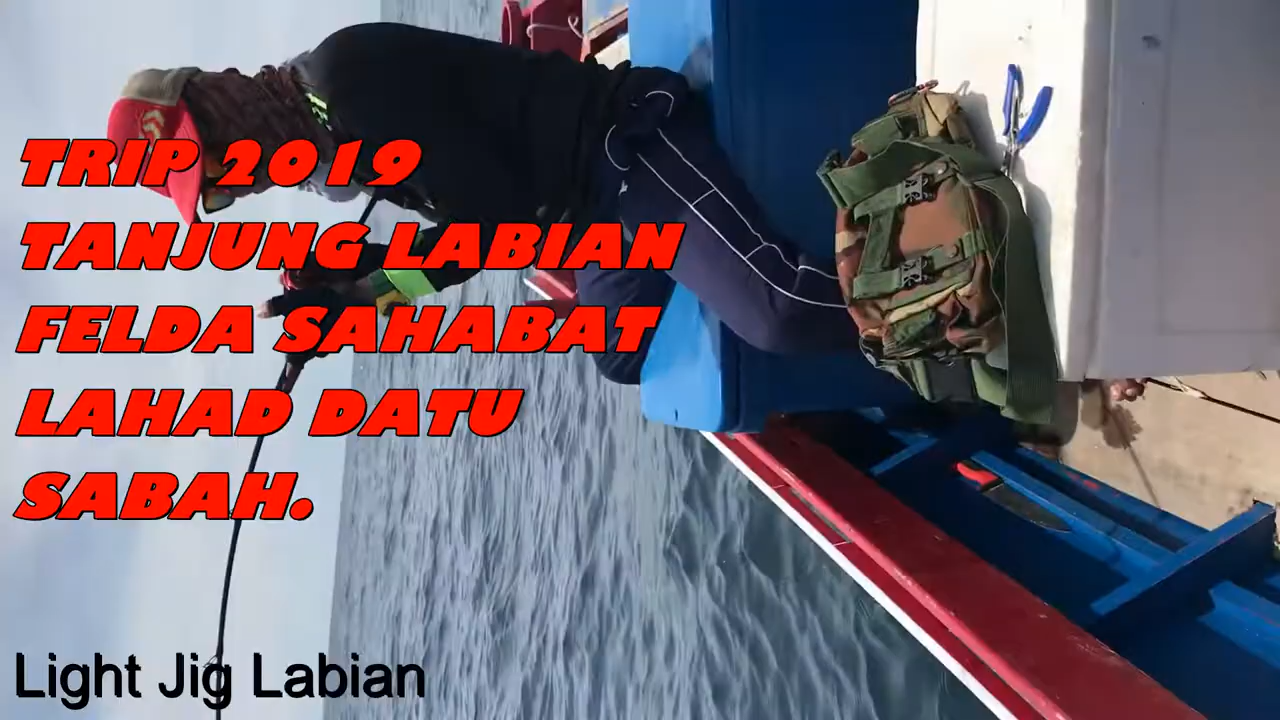 TRIP 2019
TANJUNG LABIAN
FELDA SAHABAT
LAHAD DATU
SABAH.
Light Jig Labian